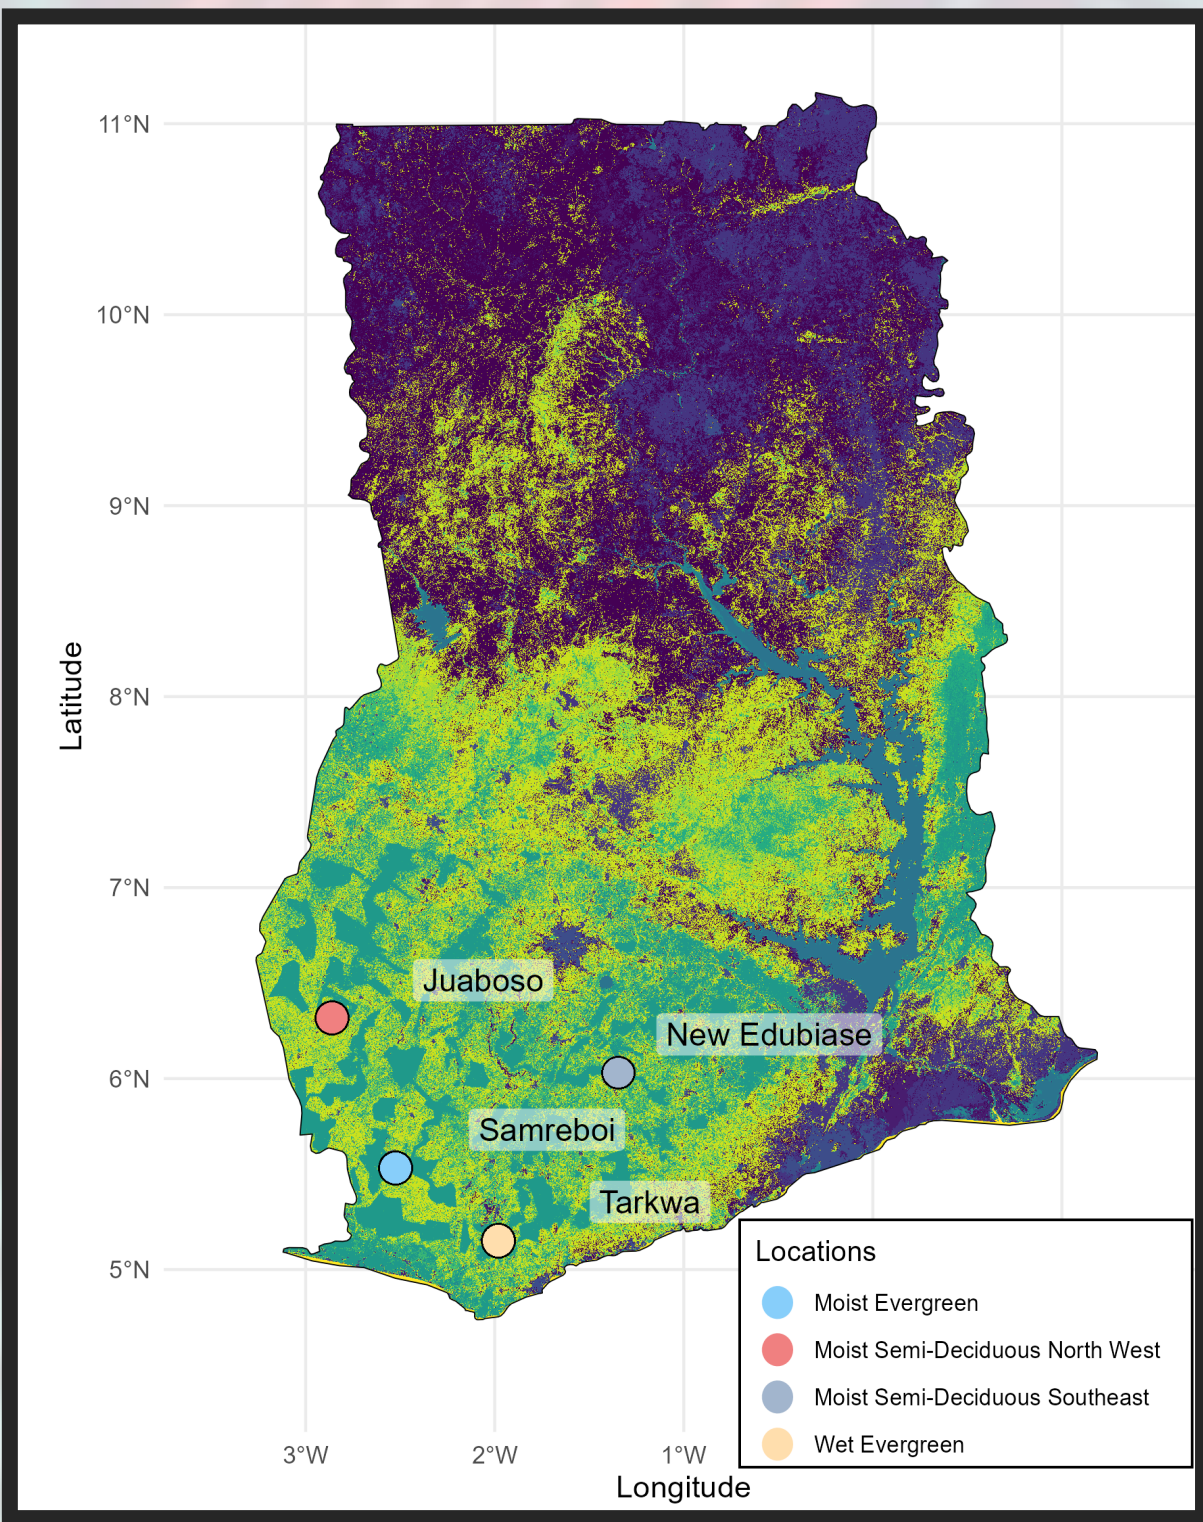 11°N
10°N
9°N
8°N
7°N
6°N
5°N
Latitude
Juaboso
New Edubiase
Samreboi
Tarkwa
Locations
Moist Evergreen
Moist Semi-Deciduous North West
Moist Semi-Deciduous Southeast
Wet Evergreen
3°W
2°W
1°W
Longitude